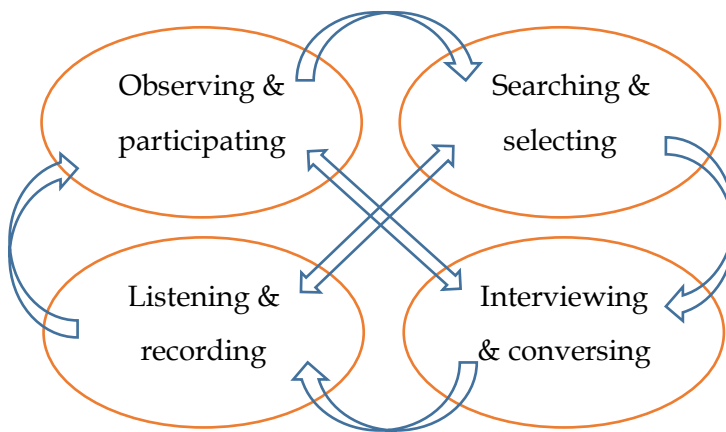 Observing &
participating
Searching &
selecting
Listening &
recording
Interviewing
& conversing